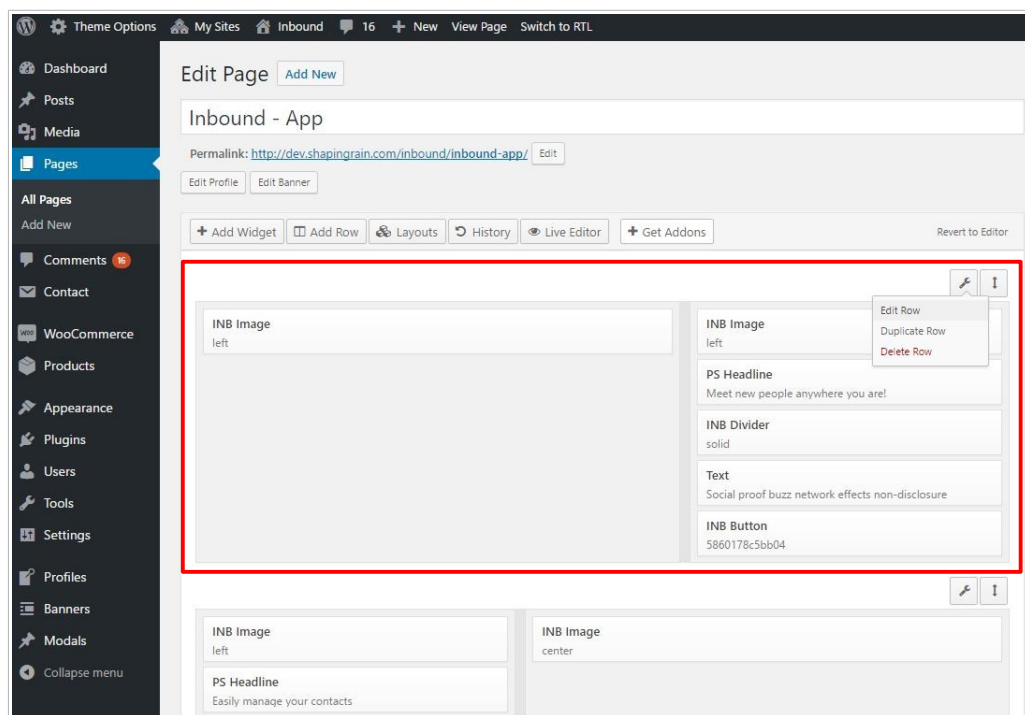 Theme Options My Sites Inbound 16 New View Page Switch to RTL
Dashboard
Posts
Media
Pages
All Pages
Add New
Comments 16
Contact
WooCommerce
Products
Appearance
Plugins
Users
Tools
Settings
Profiles
Banners
Modals
Collapse menu
Edit Page Add New
Inbound - App
Permalink: http://dev.shapingrain.com/inbound/inbound-app/ Edit
Edit Profile Edit Banner
Add Widget Add Row Layouts History Live Editor Get Addons Revert to Editor
Edit Row
Duplicate Row
Delete Row
INB Image
left
INB Image
left
PS Headline
Meet new people anywhere you are!
INB Divider
solid
Text
Social proof buzz network effects non-disclosure
INB Button
5860178c5bb04
INB Image
left
PS Headline
Easily manage your contacts
INB Image
center